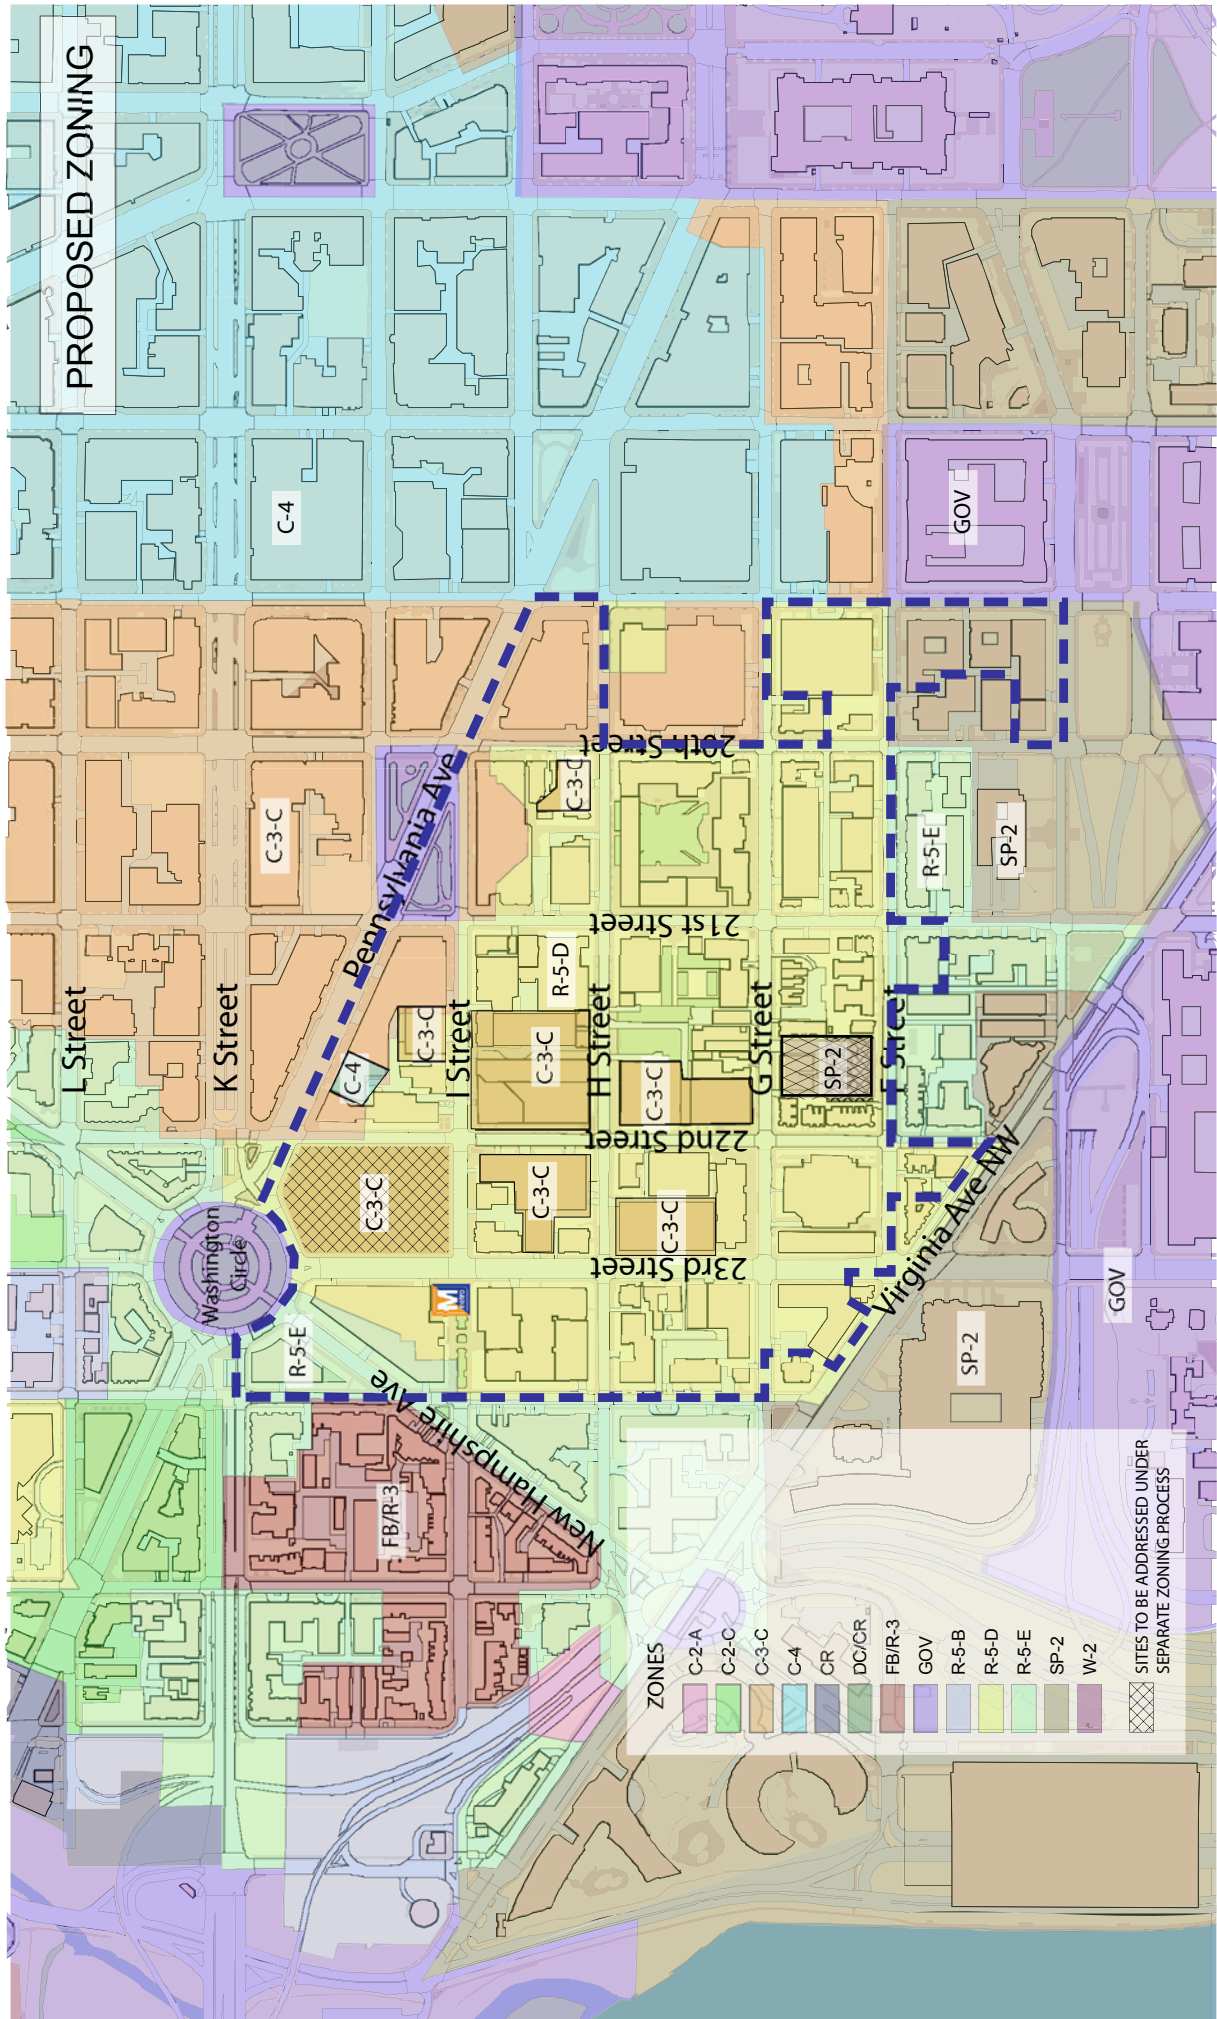 PROPOSED ZONING
C-4
GOV
L Street
K Street
C-3-C
Pennsylvania Ave
20th Street
C-3-C
R-5-E
SP-2
21st Street
R-5-D
I Street
H Street
G Street
F Street
C-3-C
C-4
C-3-C
C-3-C
SP-2
22nd Street
C-3-C
C-3-C
C-3-C
23rd Street
Washington
Circle
M
Virginia Ave NW
R-5-E
SP-2
GOV
New Hampshire Ave
FB/R-3
ZONES
C-2-A
C-2-C
C-3-C
C-4
CR
DC/CR
FB/R-3
GOV
R-5-B
R-5-D
R-5-E
SP-2
W-2
SITES TO BE ADDRESSED UNDER
SEPARATE ZONING PROCESS